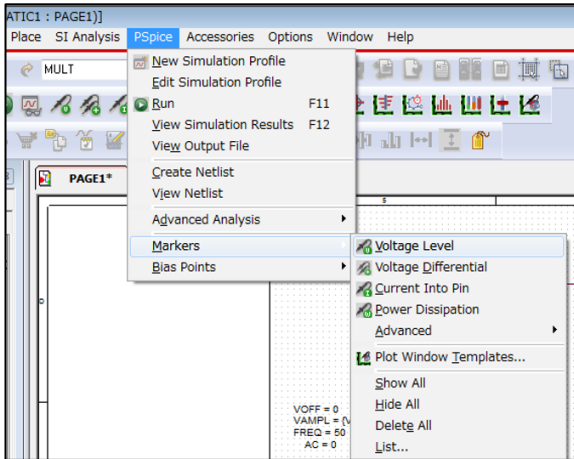 ATIC1 : PAGE1)]
Place SI Analysis PSpice Accessories Options Window Help
MULT
New Simulation Profile
Edit Simulation Profile
Run F11
View Simulation Results F12
View Output File
Create Netlist
View Netlist
Advanced Analysis
Markers
Bias Points
PAGE1*
5
Voltage Level
Voltage Differential
Current Into Pin
Power Dissipation
Advanced
Plot Window Templates...
Show All
Hide All
Delete All
List...
VOFF = 0
VAMPL = {V
FREQ = 50
AC = 0